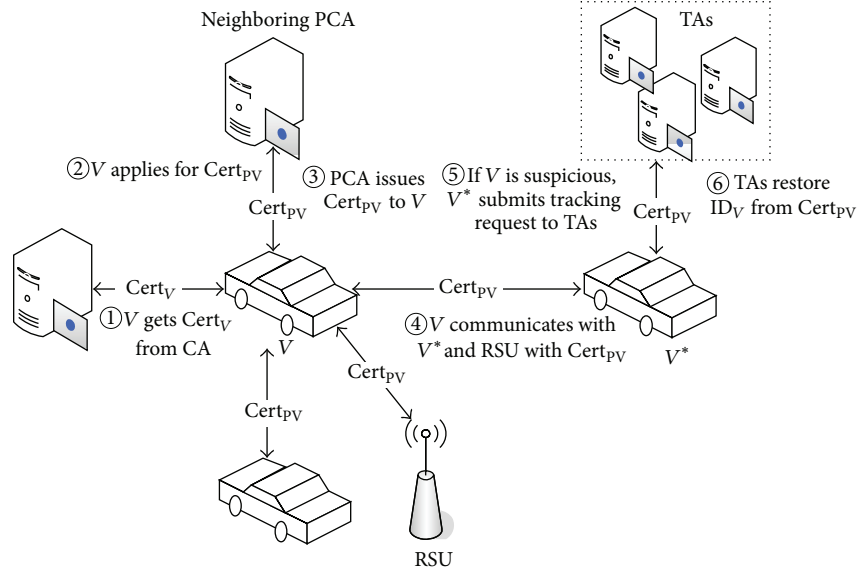 Neighboring PCA
TAs
②V applies for Cert_PV
③ PCA issues
Cert_PV to V
⑤If V is suspicious,
V* submits tracking
request to TAs
⑥ TAs restore
ID_V from Cert_PV
Cert_PV
Cert_PV
Cert_V
Cert_PV
①V gets Cert_V
from CA
④V communicates with
V* and RSU with Cert_PV
V
V*
Cert_PV
Cert_PV
RSU